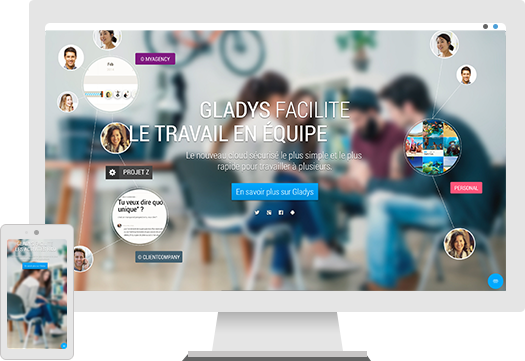 © MYAGENCY
GLADYS FACILITE
LE TRAVAIL EN ÉQUIPE
Le nouveau cloud sécurisé le plus simple et le plus
rapide pour travailler à plusieurs.
PROJET Z
PERSONAL
En savoir plus sur Gladys
Tu veux dire quoi
unique" ?
© CLIENTCOMPANY